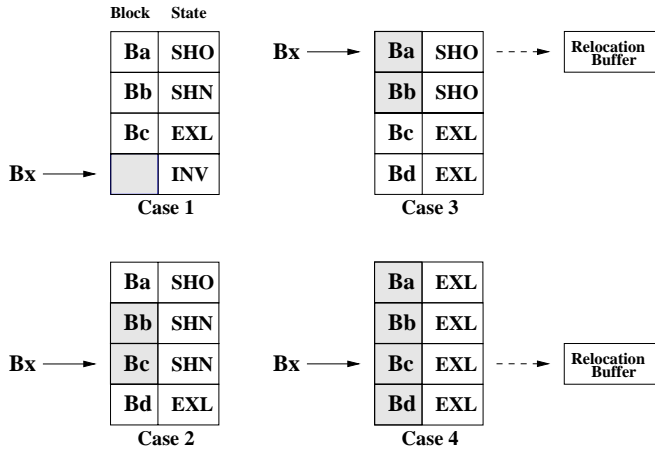 Block State
Ba SHO
Bb SHN
Bc EXL
Bx INV
Case 1
Bx Ba SHO Relocation
Buffer
Bb SHO
Bc EXL
Bd EXL
Case 3
Ba SHO
Bb SHN
Bx Bc SHN
Bd EXL
Case 2
Ba EXL
Bb EXL
Bx Bc EXL Relocation
Buffer
Bd EXL
Case 4